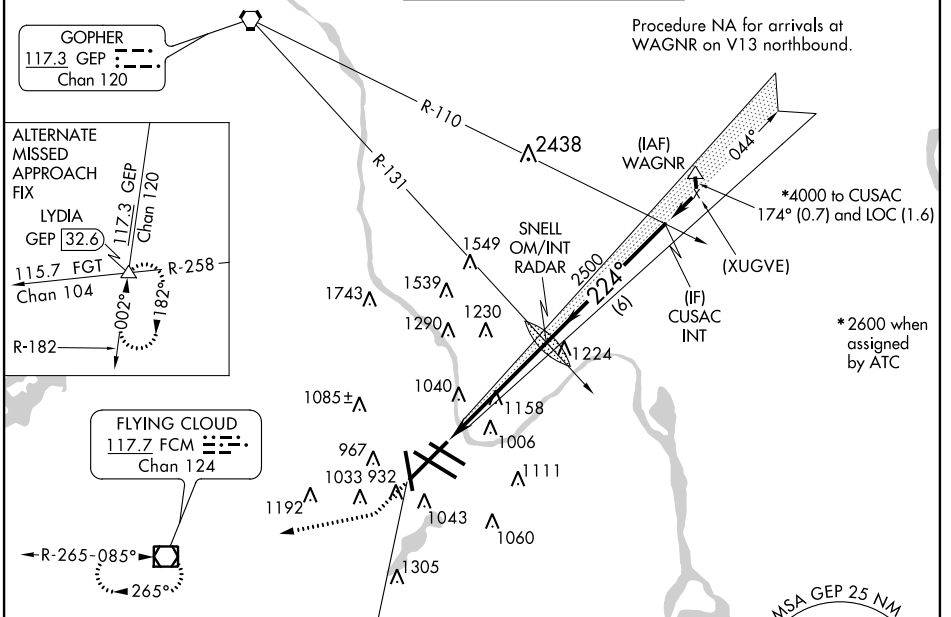 GOPHER
117.3 GEP
Chan 120
Procedure NA for arrivals at
WAGNR on V13 northbound.
R-110
R-131
2438
(IAF)
WAGNR
044°
*4000 to CUSAC
174° (0.7) and LOC (1.6)
ALTERNATE
MISSED
APPROACH
FIX
117.3 GEP
Chan 120
LYDIA
GEP 32.6
115.7 FGT
Chan 104
R-258
002°
182°
R-182
SNELL
OM/INT
RADAR
2500
224°
(6)
(XUGVE)
(IF)
CUSAC
INT
*2600 when
assigned
by ATC
1549
1539
1743
1290
1230
1224
1040
1085±
1158
1006
967
1111
1033
932
1192
1043
1060
1305
FLYING CLOUD
117.7 FCM
Chan 124
R-265-085°
265°
MSA GEP 25 NM